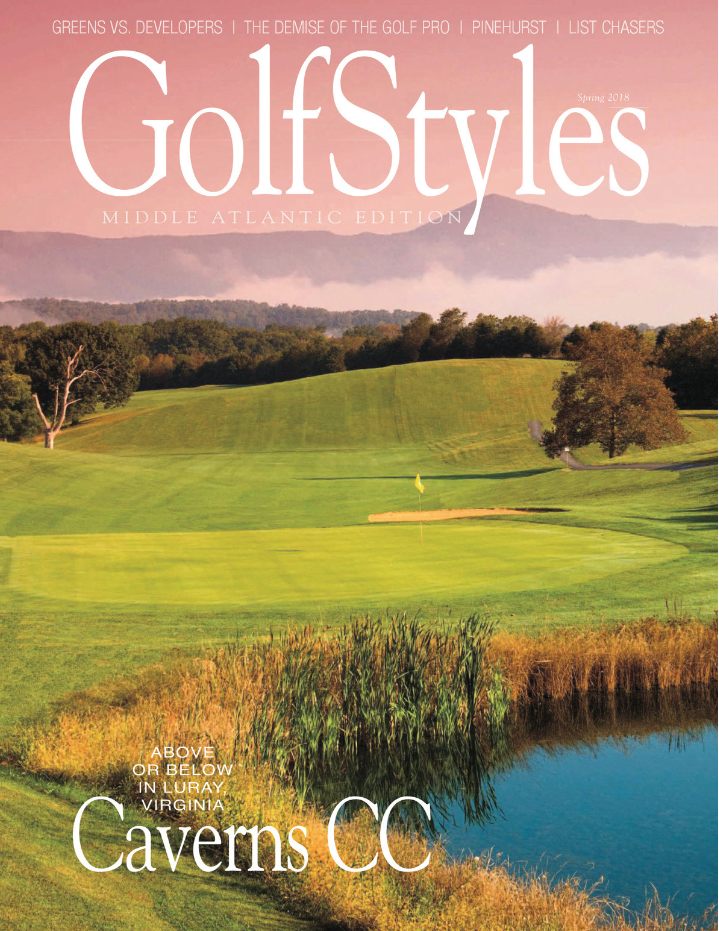 GREENS VS. DEVELOPERS | THE DEMISE OF THE GOLF PRO | PINEHURST | LIST CHASERS
GolfStyles
Spring 2018
MIDDLE ATLANTIC EDITION
ABOVE
OR BELOW
IN LURAY,
VIRGINIA
Caverns CC